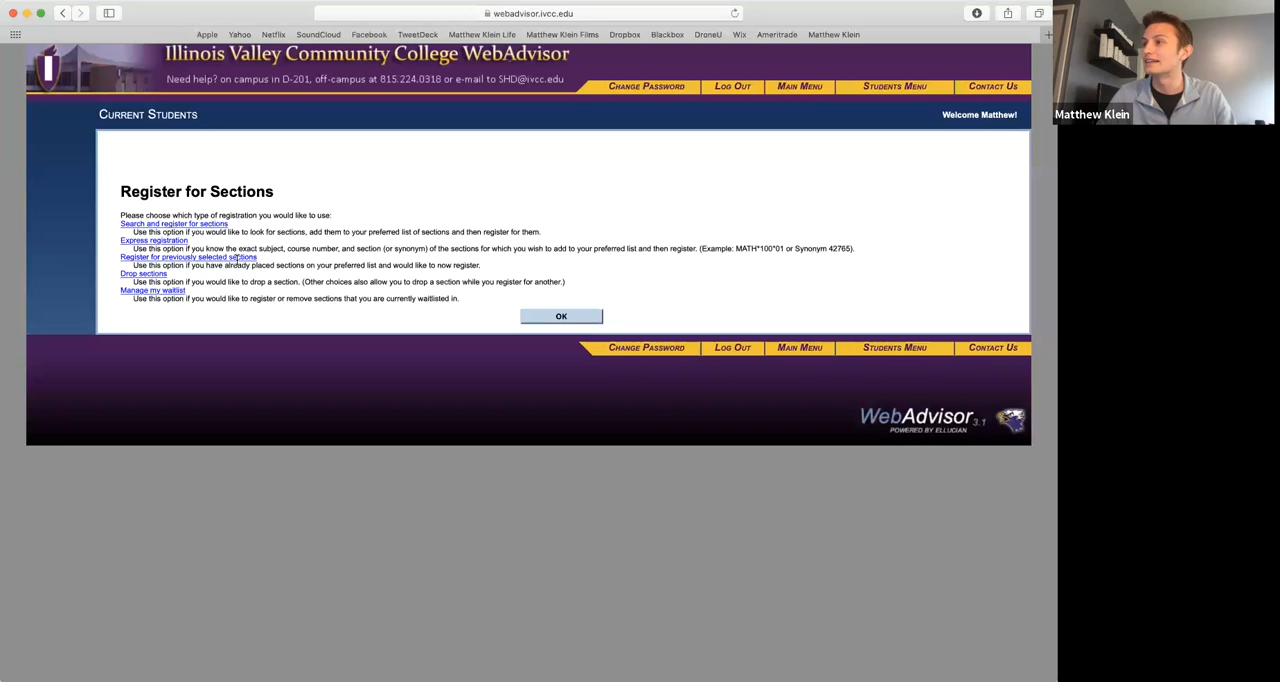 webadvisor.ivcc.edu
Apple Yahoo Netflix SoundCloud Facebook TweetDeck Matthew Klein Life Matthew Klein Films Dropbox Blackbox DroneU Wix Ameritrade Matthew Klein
Illinois Valley Community College WebAdvisor
Need help? on campus in D-201, off-campus at 815.224.0318 or e-mail to SHD@ivcc.edu
Change Password Log Out Main Menu Students Menu Contact Us
Matthew Klein
Current Students Welcome Matthew!
Register for Sections
Please choose which type of registration you would like to use:
Search and register for sections
Use this option if you would like to look for sections, add them to your preferred list of sections and then register for them.
Express registration
Use this option if you know the exact subject, course number, and section (or synonym) of the sections for which you wish to add to your preferred list and then register. (Example: MATH*100*01 or Synonym 42765).
Register for previously selected sections
Use this option if you have already placed sections on your preferred list and would like to now register.
Drop sections
Use this option if you would like to drop a section. (Other choices also allow you to drop a section while you register for another.)
Manage my waitlist
Use this option if you would like to register or remove sections that you are currently waitlisted in.
OK
Change Password Log Out Main Menu Students Menu Contact Us
WebAdvisor 3.1
POWERED BY ELLUCIAN